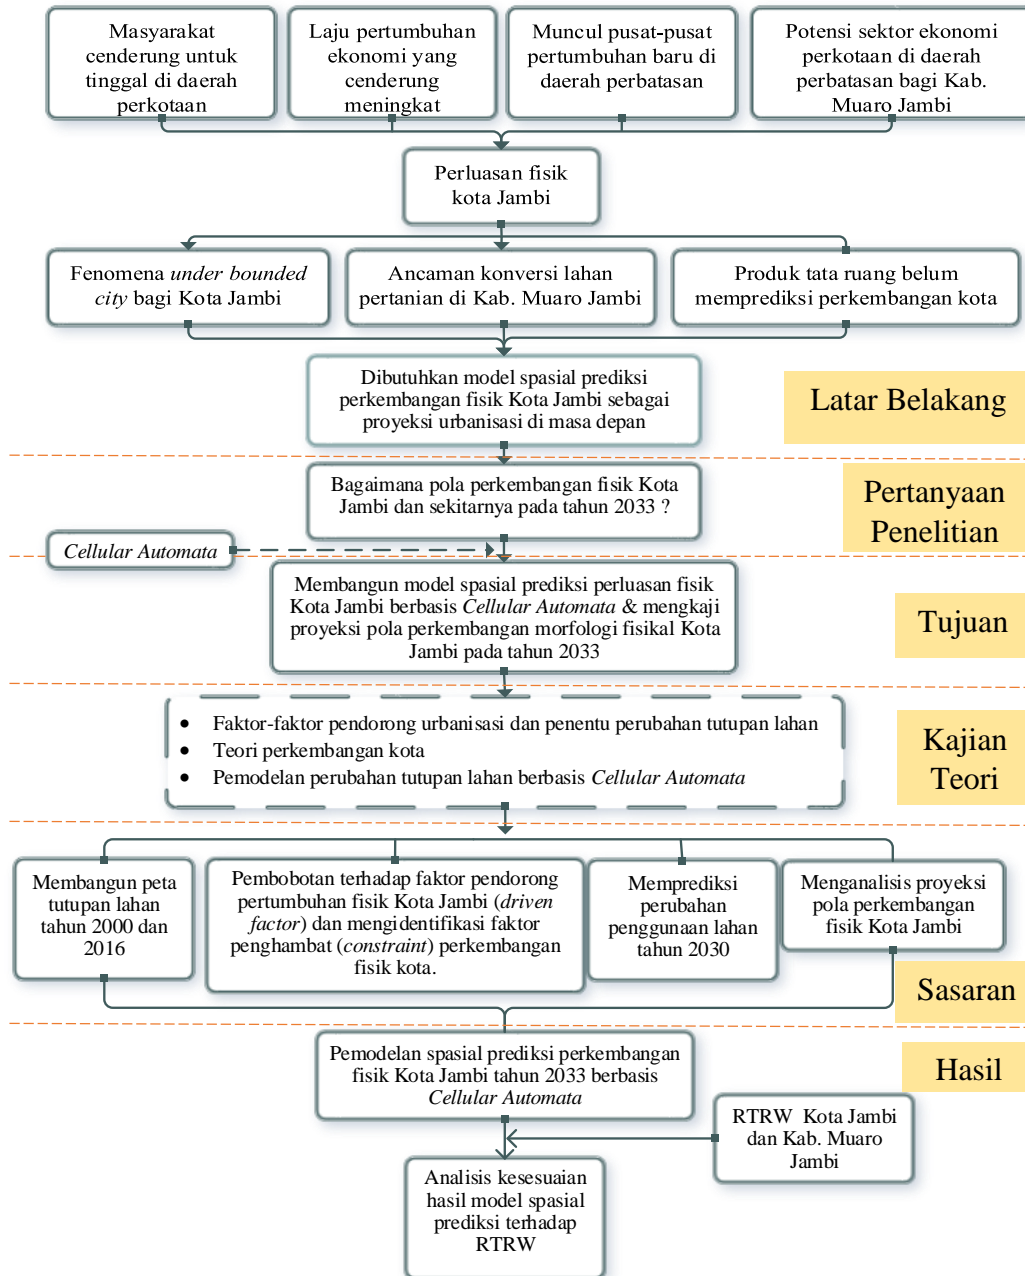 Masyarakat
cenderung untuk
tinggal di daerah
perkotaan
Laju pertumbuhan
ekonomi yang
cenderung
meningkat
Muncul pusat-pusat
pertumbuhan baru di
daerah perbatasan
Potensi sektor ekonomi
perkotaan di daerah
perbatasan bagi Kab.
Muaro Jambi
Perluasan fisik
kota Jambi
Fenomena under bounded
city bagi Kota Jambi
Ancaman konversi lahan
pertanian di Kab. Muaro Jambi
Produk tata ruang belum
memprediksi perkembangan kota
Dibutuhkan model spasial prediksi
perkembangan fisik Kota Jambi sebagai
proyeksi urbanisasi di masa depan
Latar Belakang
Bagaimana pola perkembangan fisik Kota
Jambi dan sekitarnya pada tahun 2033 ?
Pertanyaan
Penelitian
Cellular Automata
Membangun model spasial prediksi perluasan fisik
Kota Jambi berbasis Cellular Automata & mengkaji
proyeksi pola perkembangan morfologi fisikal Kota
Jambi pada tahun 2033
Tujuan
• Faktor-faktor pendorong urbanisasi dan penentu perubahan tutupan lahan
• Teori perkembangan kota
• Pemodelan perubahan tutupan lahan berbasis Cellular Automata
Kajian
Teori
Membangun peta
tutupan lahan
tahun 2000 dan
2016
Pembobotan terhadap faktor pendorong
pertumbuhan fisik Kota Jambi (driven
factor) dan mengidentifikasi faktor
penghambat (constraint) perkembangan
fisik kota.
Memprediksi
perubahan
penggunaan lahan
tahun 2030
Menganalisis proyeksi
pola perkembangan
fisik Kota Jambi
Sasaran
Pemodelan spasial prediksi perkembangan
fisik Kota Jambi tahun 2033 berbasis
Cellular Automata
Hasil
RTRW Kota Jambi
dan Kab. Muaro
Jambi
Analisis kesesuaian
hasil model spasial
prediksi terhadap
RTRW